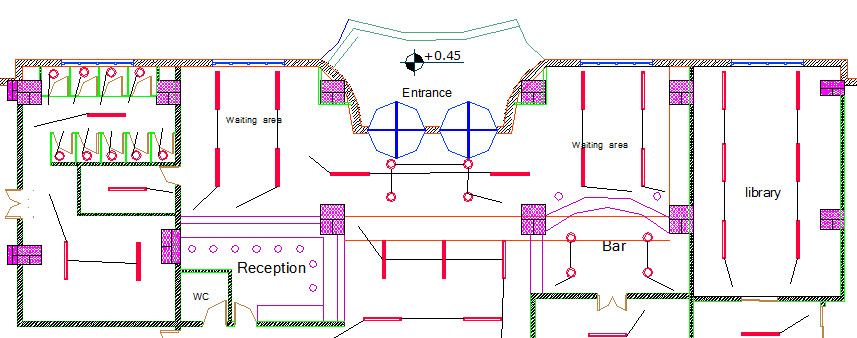 +0.45
Entrance
Waiting area
Waiting area
library
Bar
Reception
WC